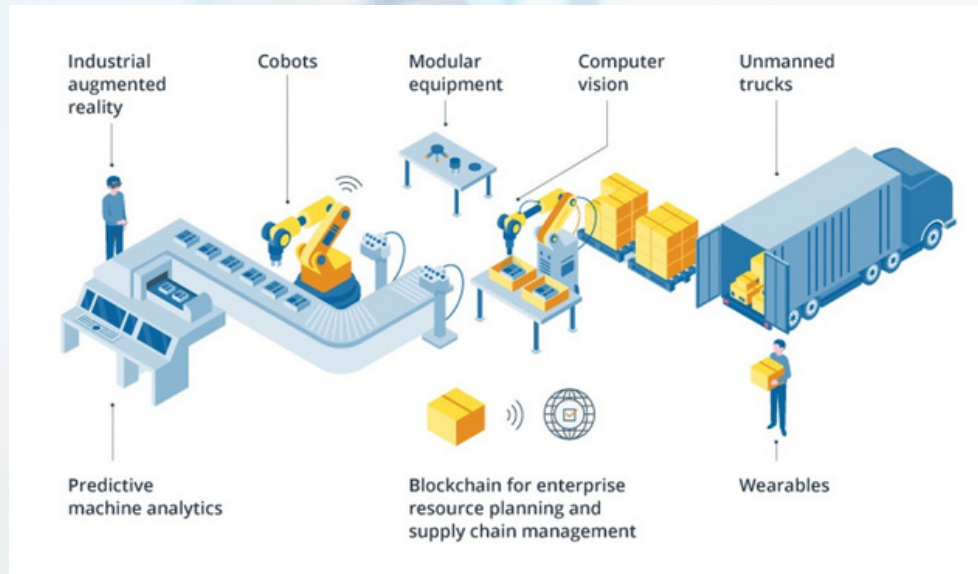 Industrial
augmented
reality
Cobots
Modular
equipment
Computer
vision
Unmanned
trucks
Predictive
machine analytics
Blockchain for enterprise
resource planning and
supply chain management
Wearables